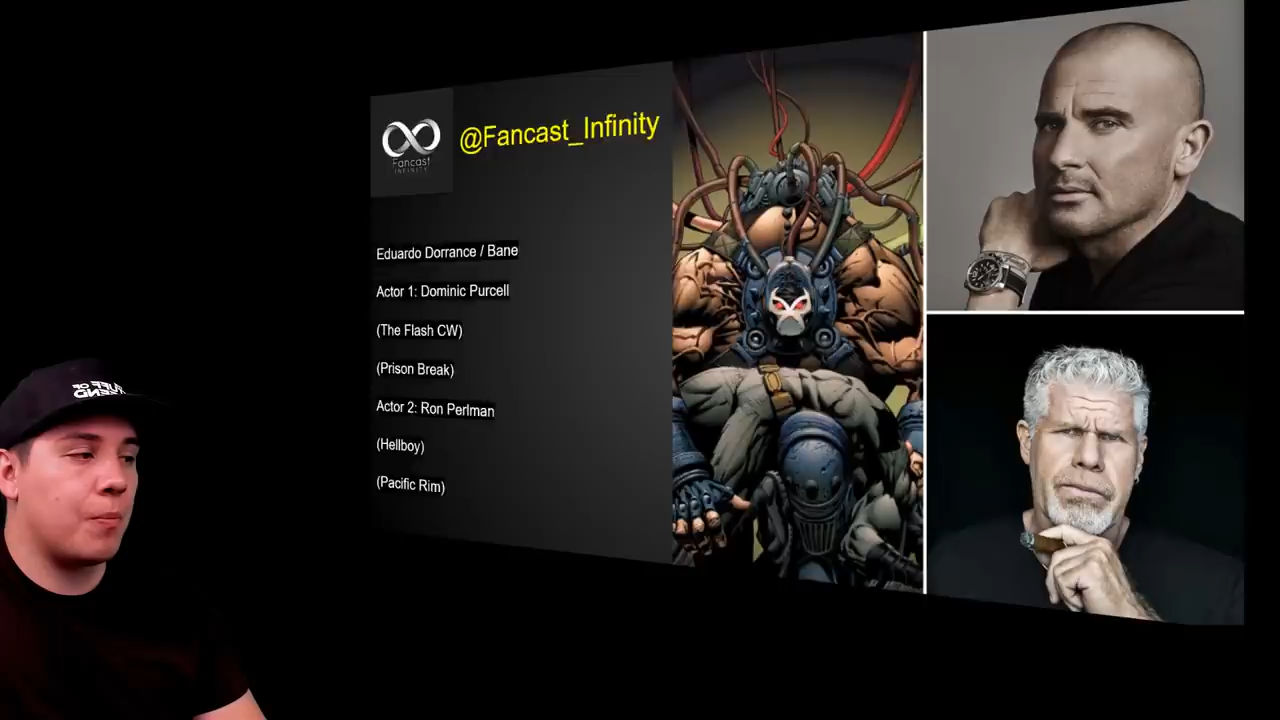 @Fancast_Infinity
Fancast
INFINITY
Eduardo Dorrance / Bane
Actor 1: Dominic Purcell
(The Flash CW)
(Prison Break)
Actor 2: Ron Perlman
(Hellboy)
(Pacific Rim)